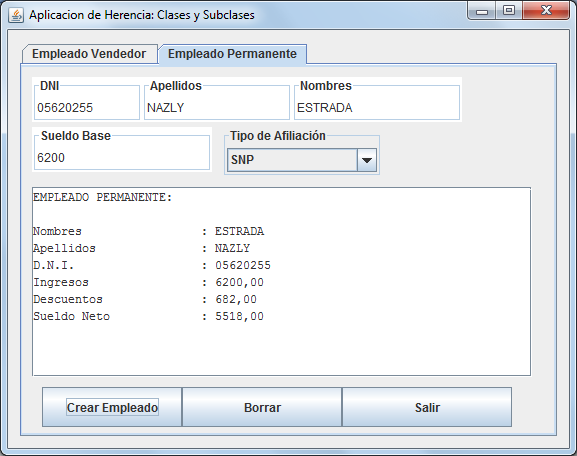 Aplicacion de Herencia: Clases y Subclases
Empleado Vendedor Empleado Permanente
DNI Apellidos Nombres
05620255 NAZLY ESTRADA
Sueldo Base Tipo de Afiliación
6200 SNP
EMPLEADO PERMANENTE:
Nombres : ESTRADA
Apellidos : NAZLY
D.N.I. : 05620255
Ingresos : 6200,00
Descuentos : 682,00
Sueldo Neto : 5518,00
Crear Empleado Borrar Salir